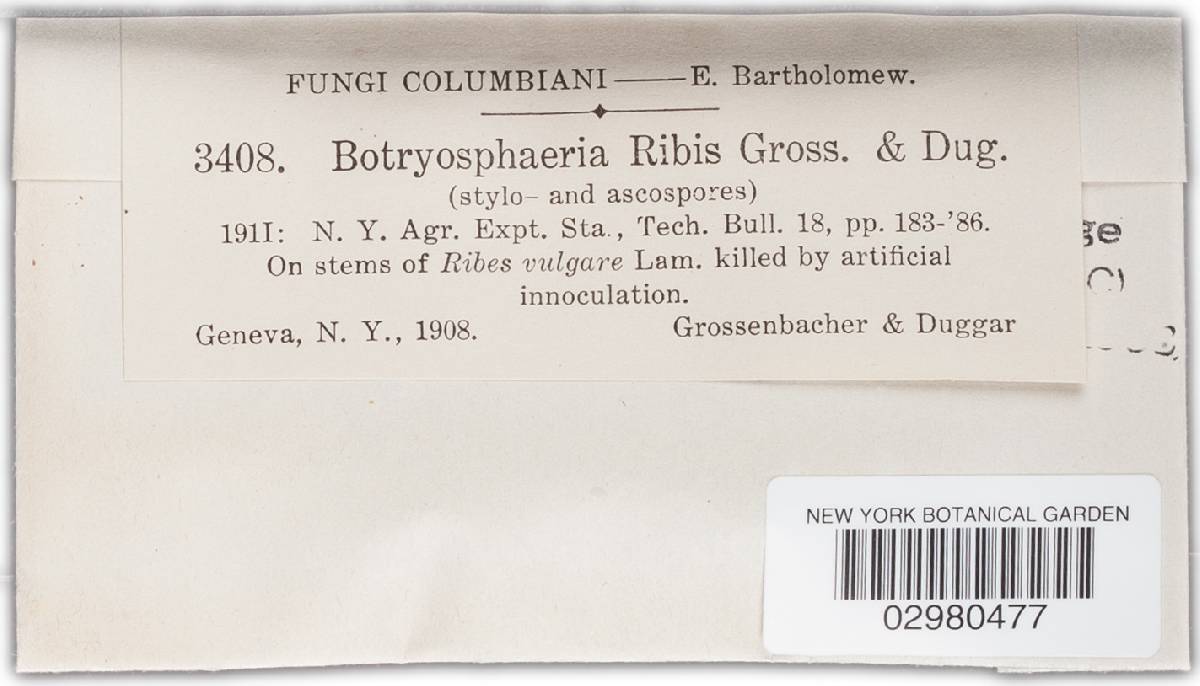 FUNGI COLUMBIANI——E. Bartholomew.
3408. Botryosphaeria Ribis Gross. & Dug.
(stylo- and ascospores)
1911: N. Y. Agr. Expt. Sta., Tech. Bull. 18, pp. 183-'86.
On stems of Ribes vulgare Lam. killed by artificial
innoculation.
Geneva, N. Y., 1908. Grossenbacher & Duggar
NEW YORK BOTANICAL GARDEN
02980477